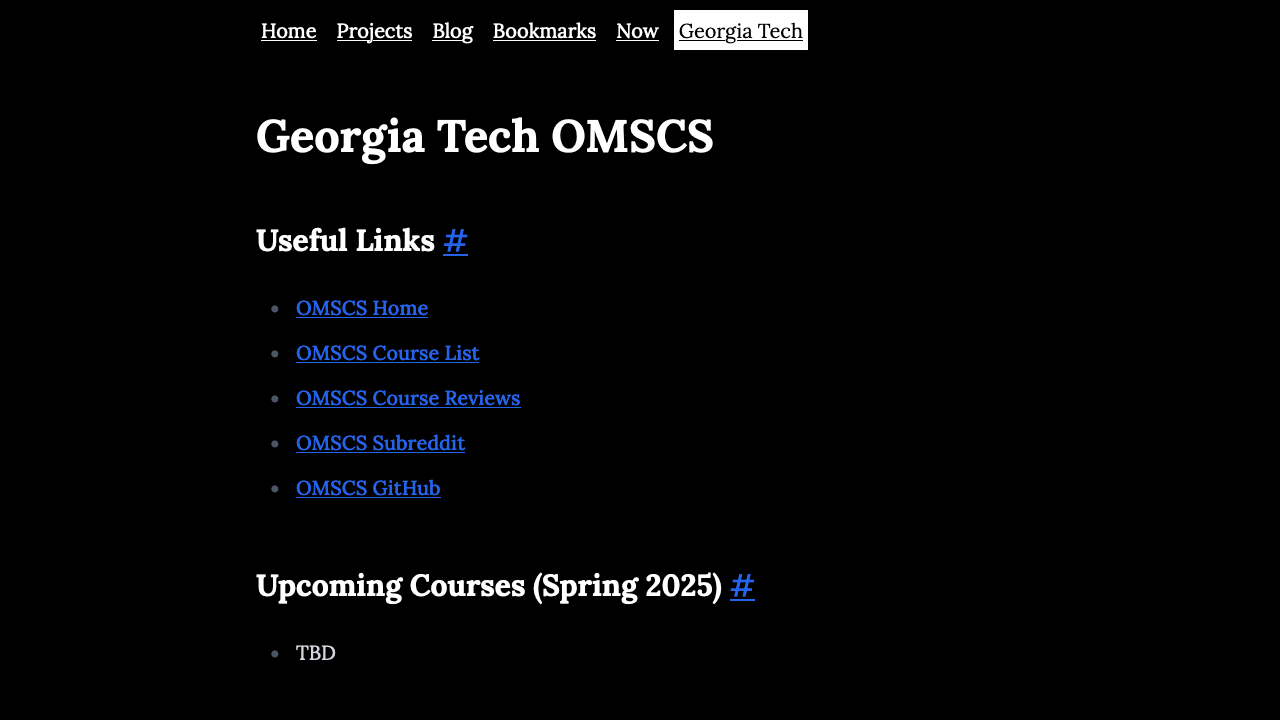 Home Projects Blog Bookmarks Now Georgia Tech
Georgia Tech OMSCS
Useful Links #
OMSCS Home
OMSCS Course List
OMSCS Course Reviews
OMSCS Subreddit
OMSCS GitHub
Upcoming Courses (Spring 2025) #
TBD